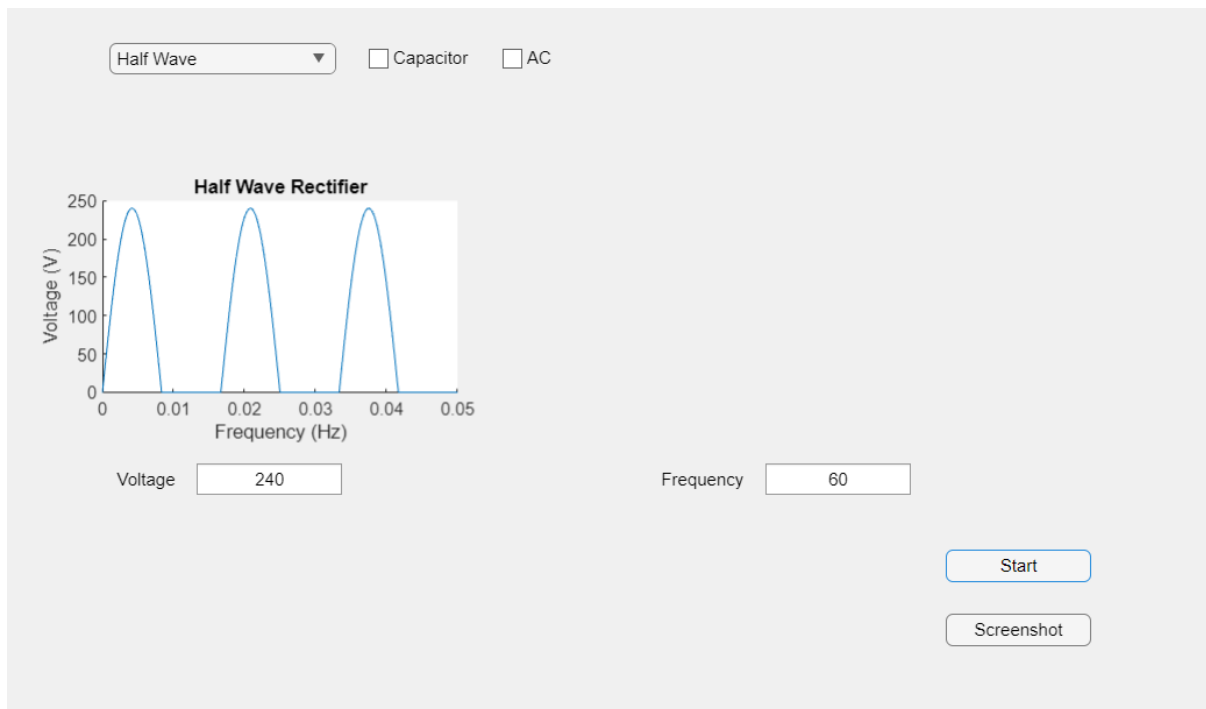 Half Wave
Capacitor
AC
Half Wave Rectifier
250
200
150
100
50
0
Voltage (V)
0 0.01 0.02 0.03 0.04 0.05
Frequency (Hz)
Voltage 240
Frequency 60
Start
Screenshot